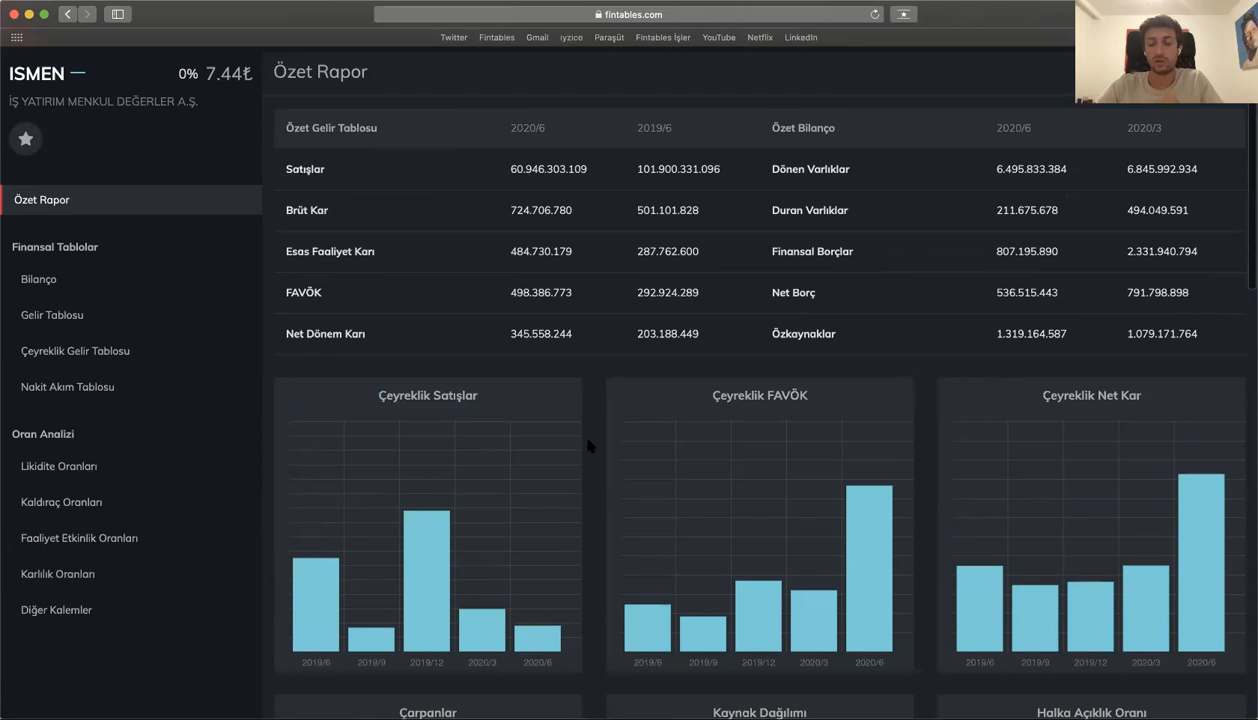 fintables.com
Twitter Fintables Gmail iyzico Paraşüt Fintables İşler YouTube Netflix LinkedIn
ISMEN 0% 7.44₺
İŞ YATIRIM MENKUL DEĞERLER A.Ş.
Özet Rapor
Finansal Tablolar
Bilanço
Gelir Tablosu
Çeyreklik Gelir Tablosu
Nakit Akım Tablosu
Oran Analizi
Likidite Oranları
Kaldıraç Oranları
Faaliyet Etkinlik Oranları
Karlılık Oranları
Diğer Kalemler
Özet Rapor
Özet Gelir Tablosu 2020/6 2019/6 Özet Bilanço 2020/6 2020/3
Satışlar 60.946.303.109 101.900.331.096 Dönen Varlıklar 6.495.833.384 6.845.992.934
Brüt Kar 724.706.780 501.101.828 Duran Varlıklar 211.675.678 494.049.591
Esas Faaliyet Karı 484.730.179 287.762.600 Finansal Borçlar 807.195.890 2.331.940.794
FAVÖK 498.386.773 292.924.289 Net Borç 536.515.443 791.798.898
Net Dönem Karı 345.558.244 203.188.449 Özkaynaklar 1.319.164.587 1.079.171.764
Çeyreklik Satışlar Çeyreklik FAVÖK Çeyreklik Net Kar
2019/6 2019/9 2019/12 2020/3 2020/6 2019/6 2019/9 2019/12 2020/3 2020/6 2019/6 2019/9 2019/12 2020/3 2020/6
Çarpanlar Kaynak Dağılımı Halka Açıklık Oranı